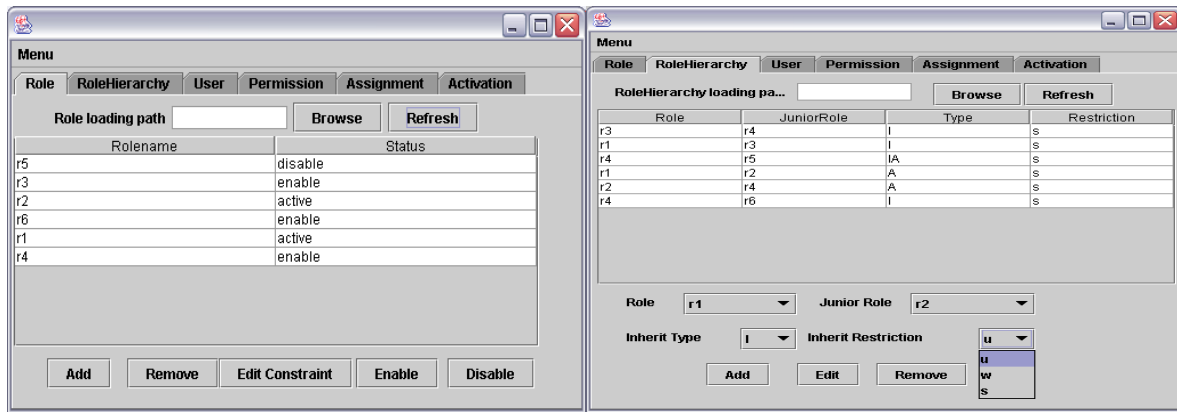 Menu
Role RoleHierarchy User Permission Assignment Activation
Role loading path Browse Refresh
Rolename Status
r5 disable
r3 enable
r2 active
r6 enable
r1 active
r4 enable
Add Remove Edit Constraint Enable Disable
Menu
Role RoleHierarchy User Permission Assignment Activation
RoleHierarchy loading pa... Browse Refresh
Role JuniorRole Type Restriction
r3 r4 I s
r1 r3 I s
r4 r5 IA s
r1 r2 A s
r2 r4 A s
r4 r6 I s
Role r1 Junior Role r2
Inherit Type I Inherit Restriction u
u
w
s
Add Edit Remove